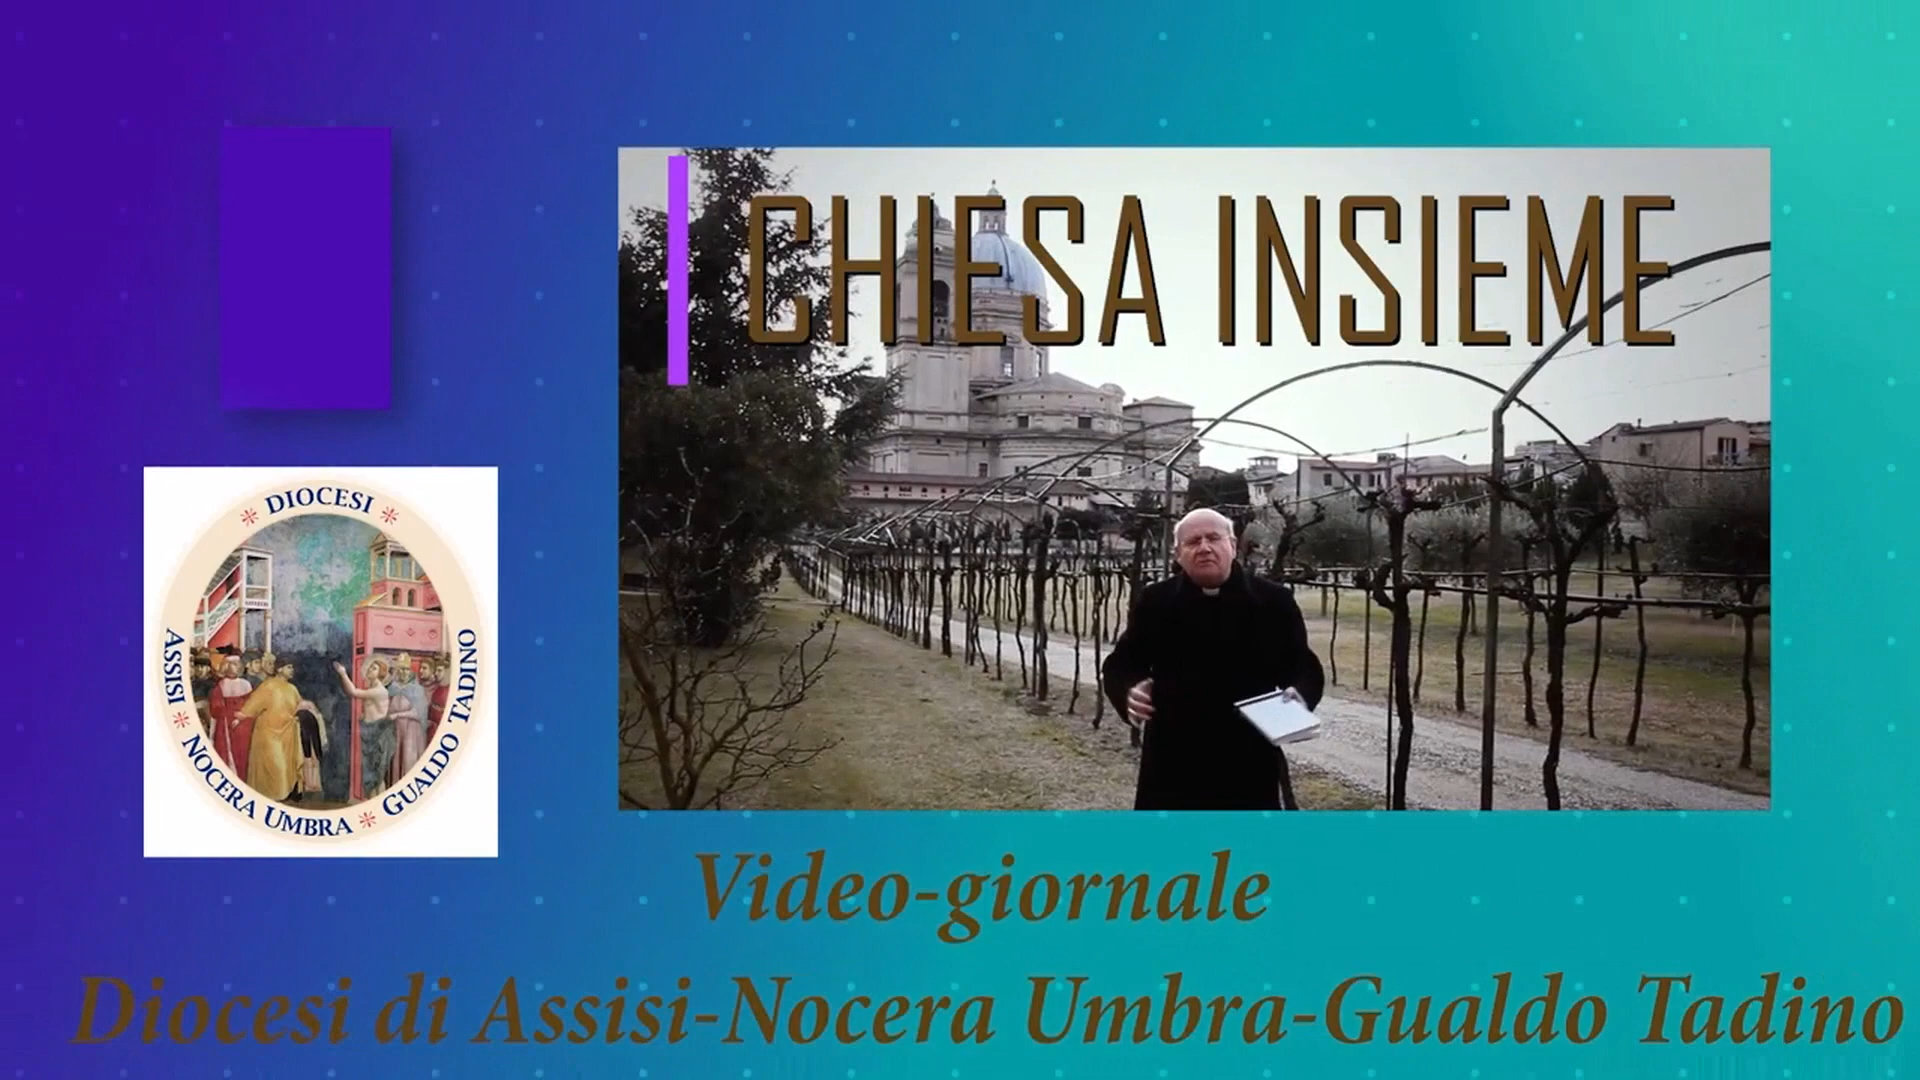 CHIESA INSIEME
DIOCESI
ASSISI * NOCERA UMBRA * GUALDO TADINO
Video-giornale
Diocesi di Assisi-Nocera Umbra-Gualdo Tadino